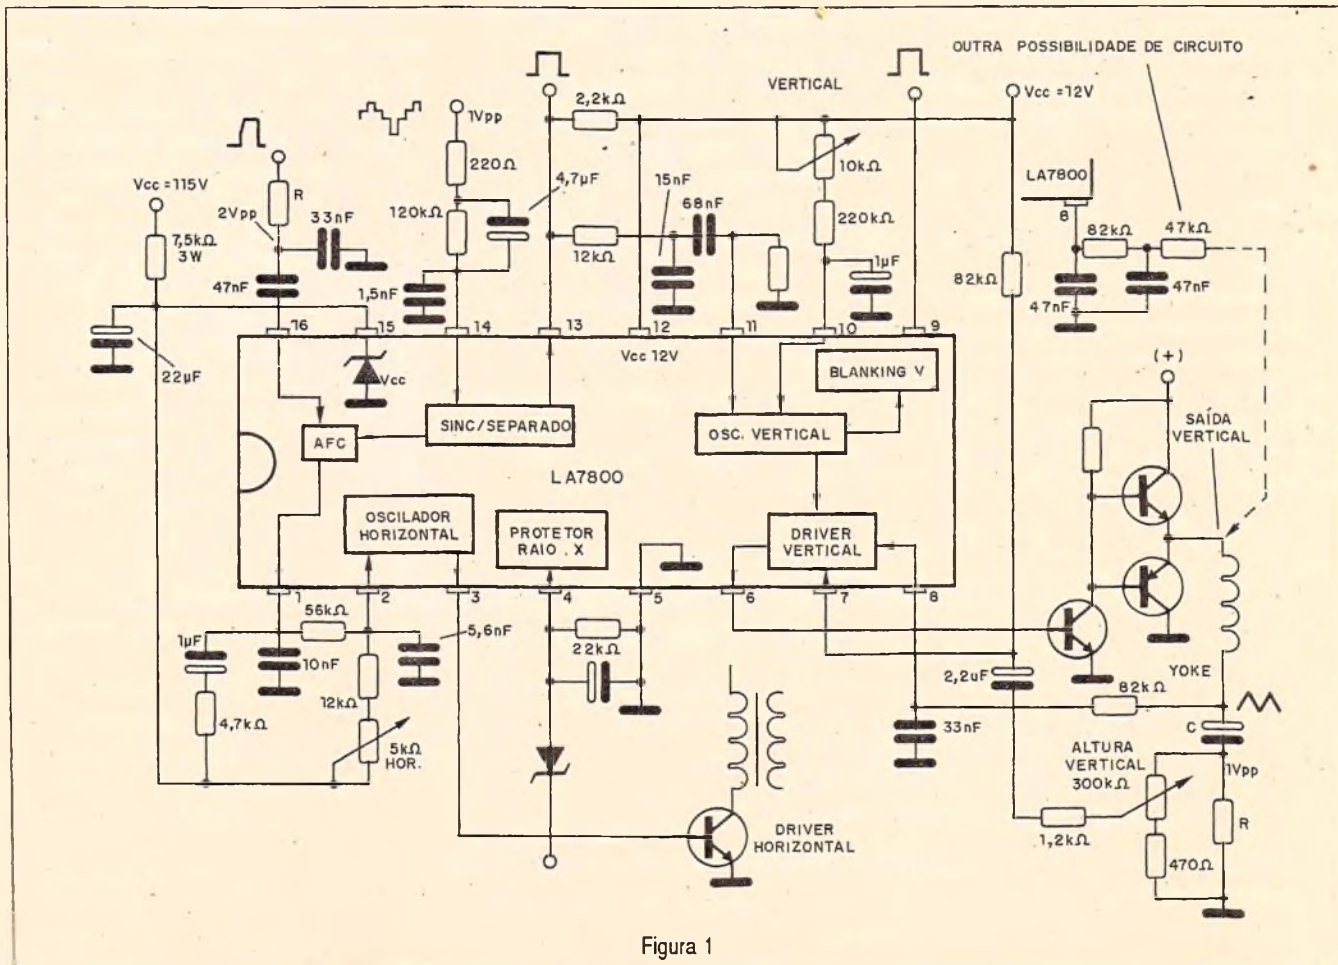 OUTRA POSSIBILIDADE DE CIRCUITO
VERTICAL
Vcc =12V
2,2kΩ
1Vpp
220Ω
4,7µF
120kΩ
1,5nF
Vcc =115V
R
2Vpp
33nF
7,5kΩ
3W
47nF
22µF
12kΩ
15nF
68nF
10kΩ
220kΩ
1µF
82kΩ
LA7800
8
82kΩ
47kΩ
47nF
47nF
16
15
14
13
12
11
10
9
Vcc 12V
Vcc
AFC
SINC/SEPARADO
OSC. VERTICAL
BLANKING V
LA7800
OSCILADOR
HORIZONTAL
PROTETOR
RAIO . X
DRIVER
VERTICAL
1
2
3
4
5
6
7
8
(+)
SAÍDA
VERTICAL
YOKE
56kΩ
5,6nF
1µF
10nF
12kΩ
4,7kΩ
5kΩ
HOR.
22kΩ
DRIVER
HORIZONTAL
33nF
2,2uF
82kΩ
C
1Vpp
ALTURA
VERTICAL
300kΩ
1,2kΩ
470Ω
R
Figura 1